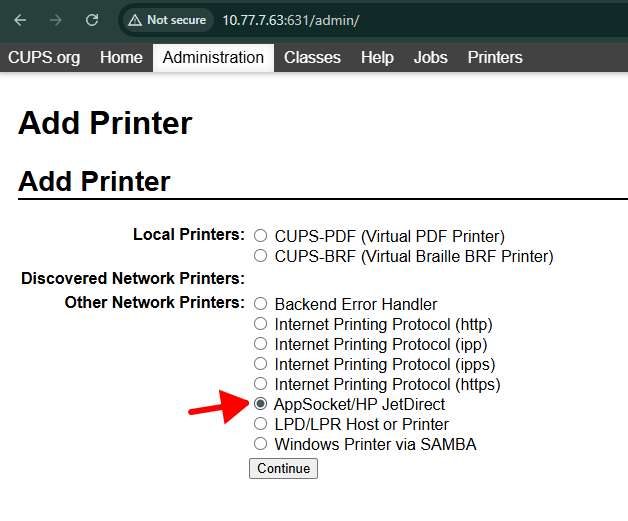 Not secure 10.77.7.63:631/admin/
CUPS.org Home Administration Classes Help Jobs Printers
Add Printer
Add Printer
Local Printers: CUPS-PDF (Virtual PDF Printer)
CUPS-BRF (Virtual Braille BRF Printer)
Discovered Network Printers:
Other Network Printers: Backend Error Handler
Internet Printing Protocol (http)
Internet Printing Protocol (ipp)
Internet Printing Protocol (ipps)
Internet Printing Protocol (https)
AppSocket/HP JetDirect
LPD/LPR Host or Printer
Windows Printer via SAMBA
Continue